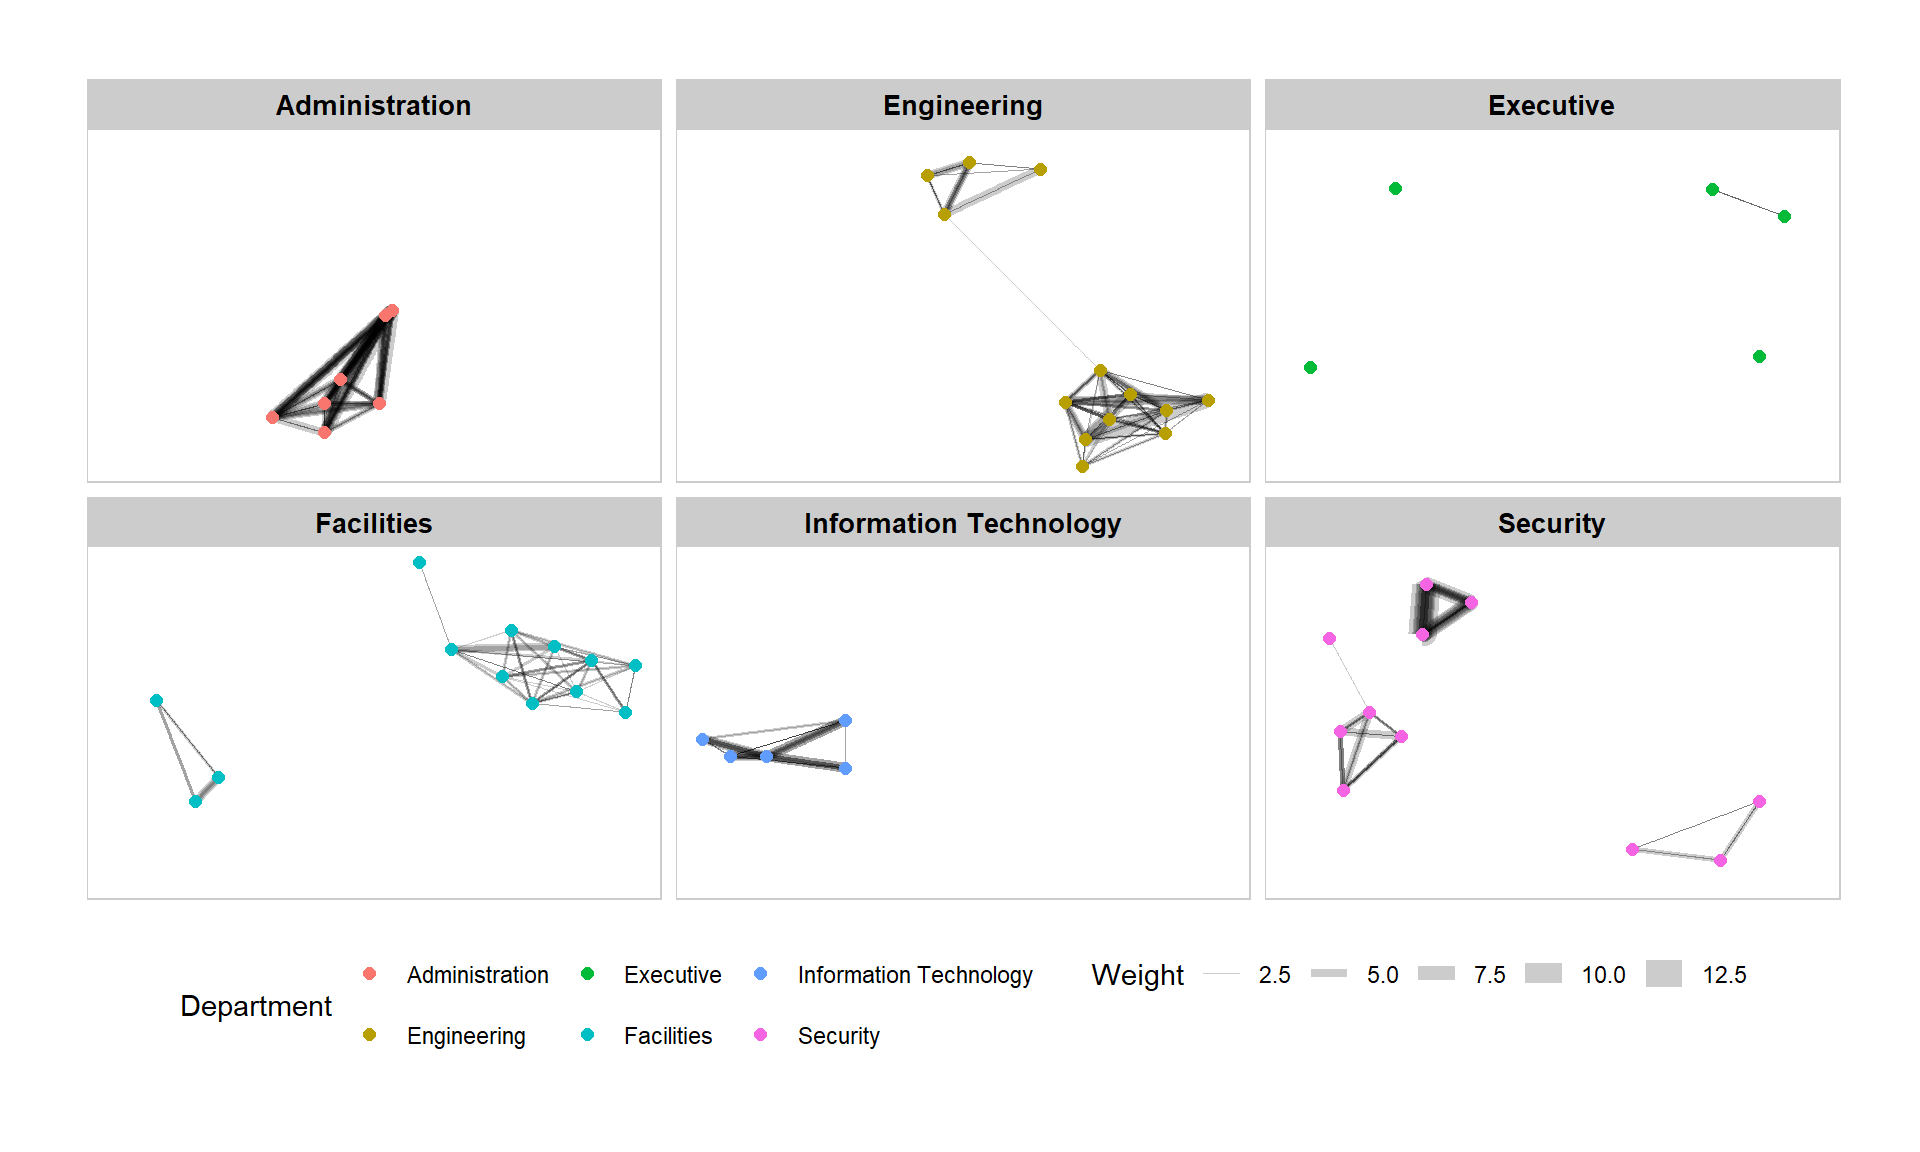 Administration
Engineering
Executive
Facilities
Information Technology
Security
Department
Administration
Executive
Information Technology
Engineering
Facilities
Security
Weight
2.5
5.0
7.5
10.0
12.5